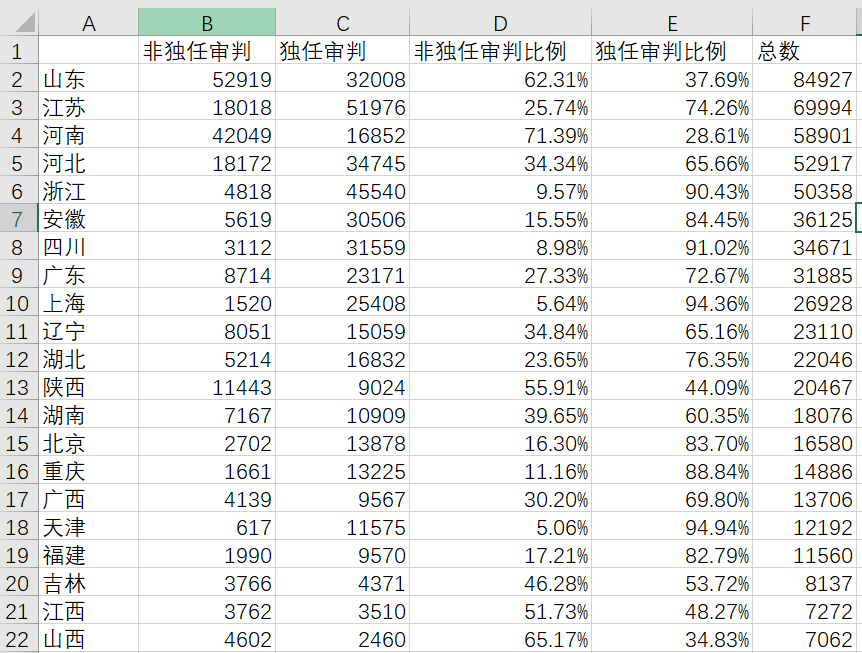 A B C D E F
1 非独任审判 独任审判 非独任审判比例 独任审判比例 总数
2 山东 52919 32008 62.31% 37.69% 84927
3 江苏 18018 51976 25.74% 74.26% 69994
4 河南 42049 16852 71.39% 28.61% 58901
5 河北 18172 34745 34.34% 65.66% 52917
6 浙江 4818 45540 9.57% 90.43% 50358
7 安徽 5619 30506 15.55% 84.45% 36125
8 四川 3112 31559 8.98% 91.02% 34671
9 广东 8714 23171 27.33% 72.67% 31885
10 上海 1520 25408 5.64% 94.36% 26928
11 辽宁 8051 15059 34.84% 65.16% 23110
12 湖北 5214 16832 23.65% 76.35% 22046
13 陕西 11443 9024 55.91% 44.09% 20467
14 湖南 7167 10909 39.65% 60.35% 18076
15 北京 2702 13878 16.30% 83.70% 16580
16 重庆 1661 13225 11.16% 88.84% 14886
17 广西 4139 9567 30.20% 69.80% 13706
18 天津 617 11575 5.06% 94.94% 12192
19 福建 1990 9570 17.21% 82.79% 11560
20 吉林 3766 4371 46.28% 53.72% 8137
21 江西 3762 3510 51.73% 48.27% 7272
22 山西 4602 2460 65.17% 34.83% 7062